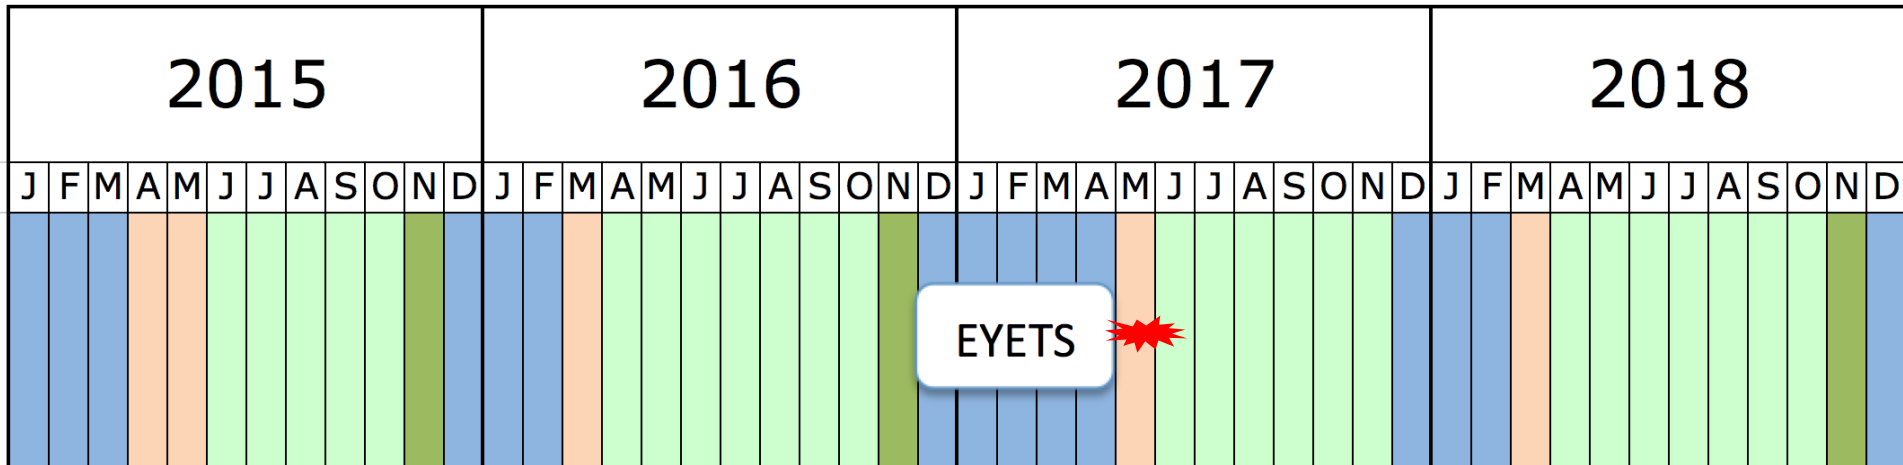 2015 2016 2017 2018
J F M A M J J A S O N D J F M A M J J A S O N D J F M A M J J A S O N D J F M A M J J A S O N D
EYETS